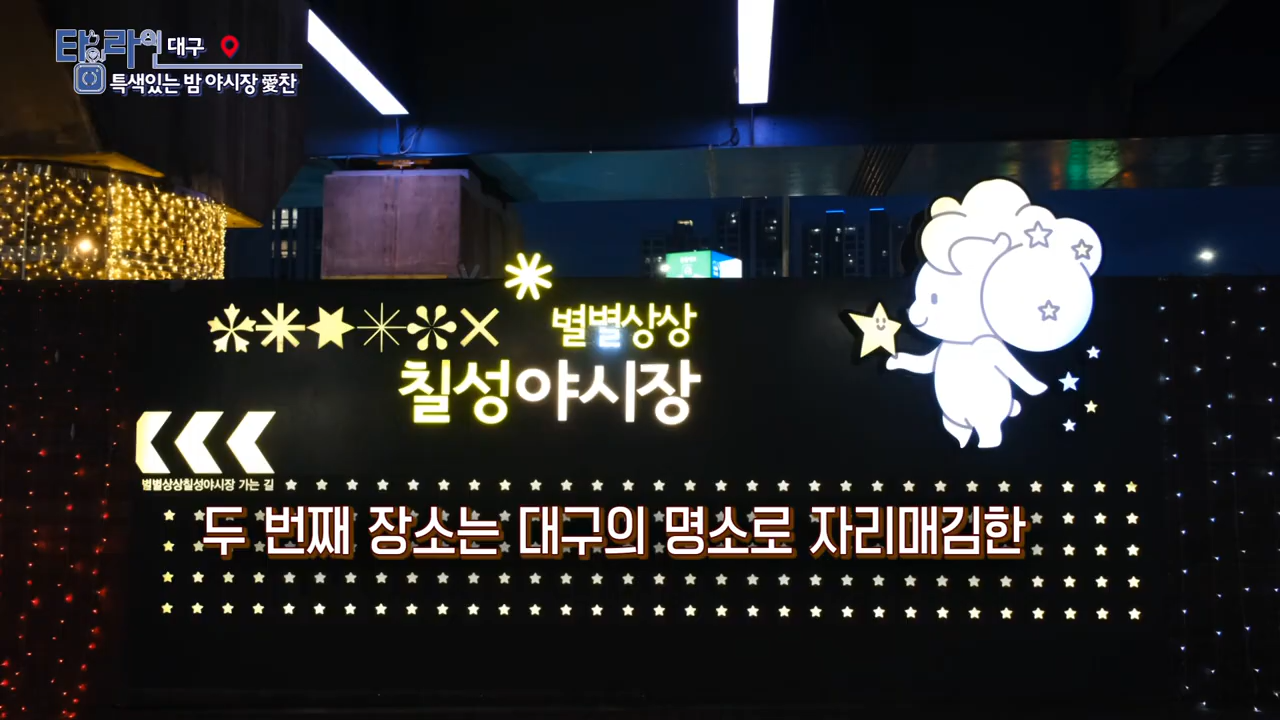 탐라인 대구
특색있는 밤 야시장 愛찬
별별상상
칠성야시장
별별상상칠성야시장 가는 길
두 번째 장소는 대구의 명소로 자리매김한